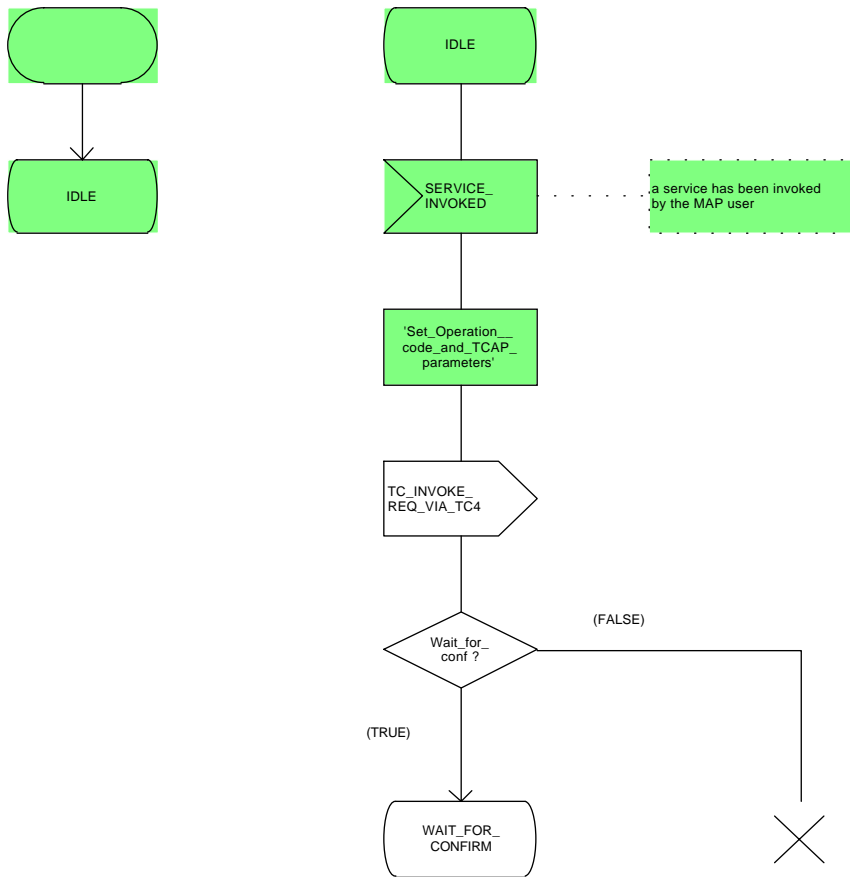 IDLE
IDLE
SERVICE_
INVOKED
a service has been invoked
by the MAP user
'Set_Operation__
code_and_TCAP_
parameters'
TC_INVOKE_
REQ_VIA_TC4
Wait_for_
conf ?
(FALSE)
(TRUE)
WAIT_FOR_
CONFIRM